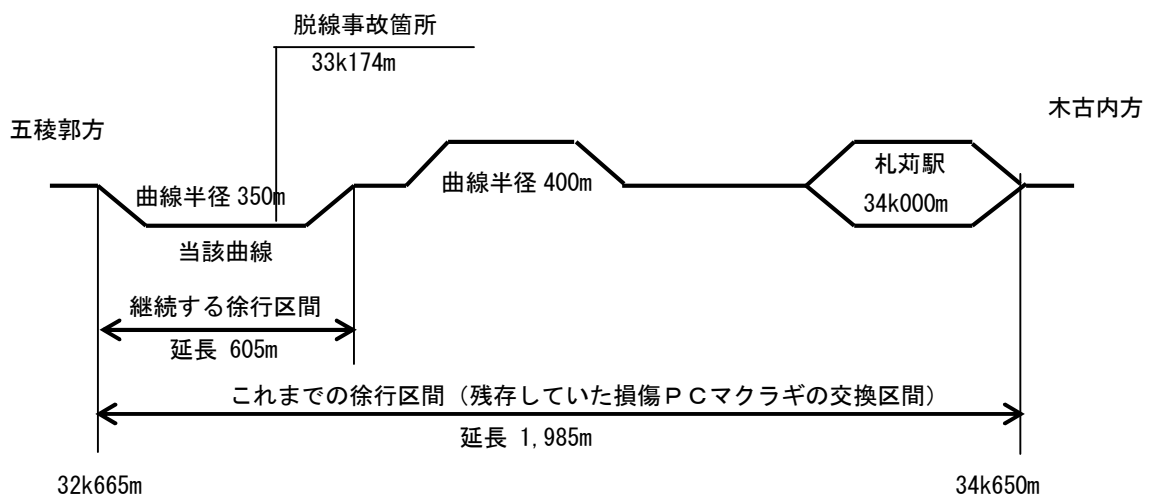 脱線事故箇所
33k174m
木古内方
五稜郭方
札苅駅
曲線半径 350m
曲線半径 400m
34k000m
当該曲線
継続する徐行区間
延長 605m
これまでの徐行区間（残存していた損傷ＰＣマクラギの交換区間）
延長 1,985m
32k665m
34k650m